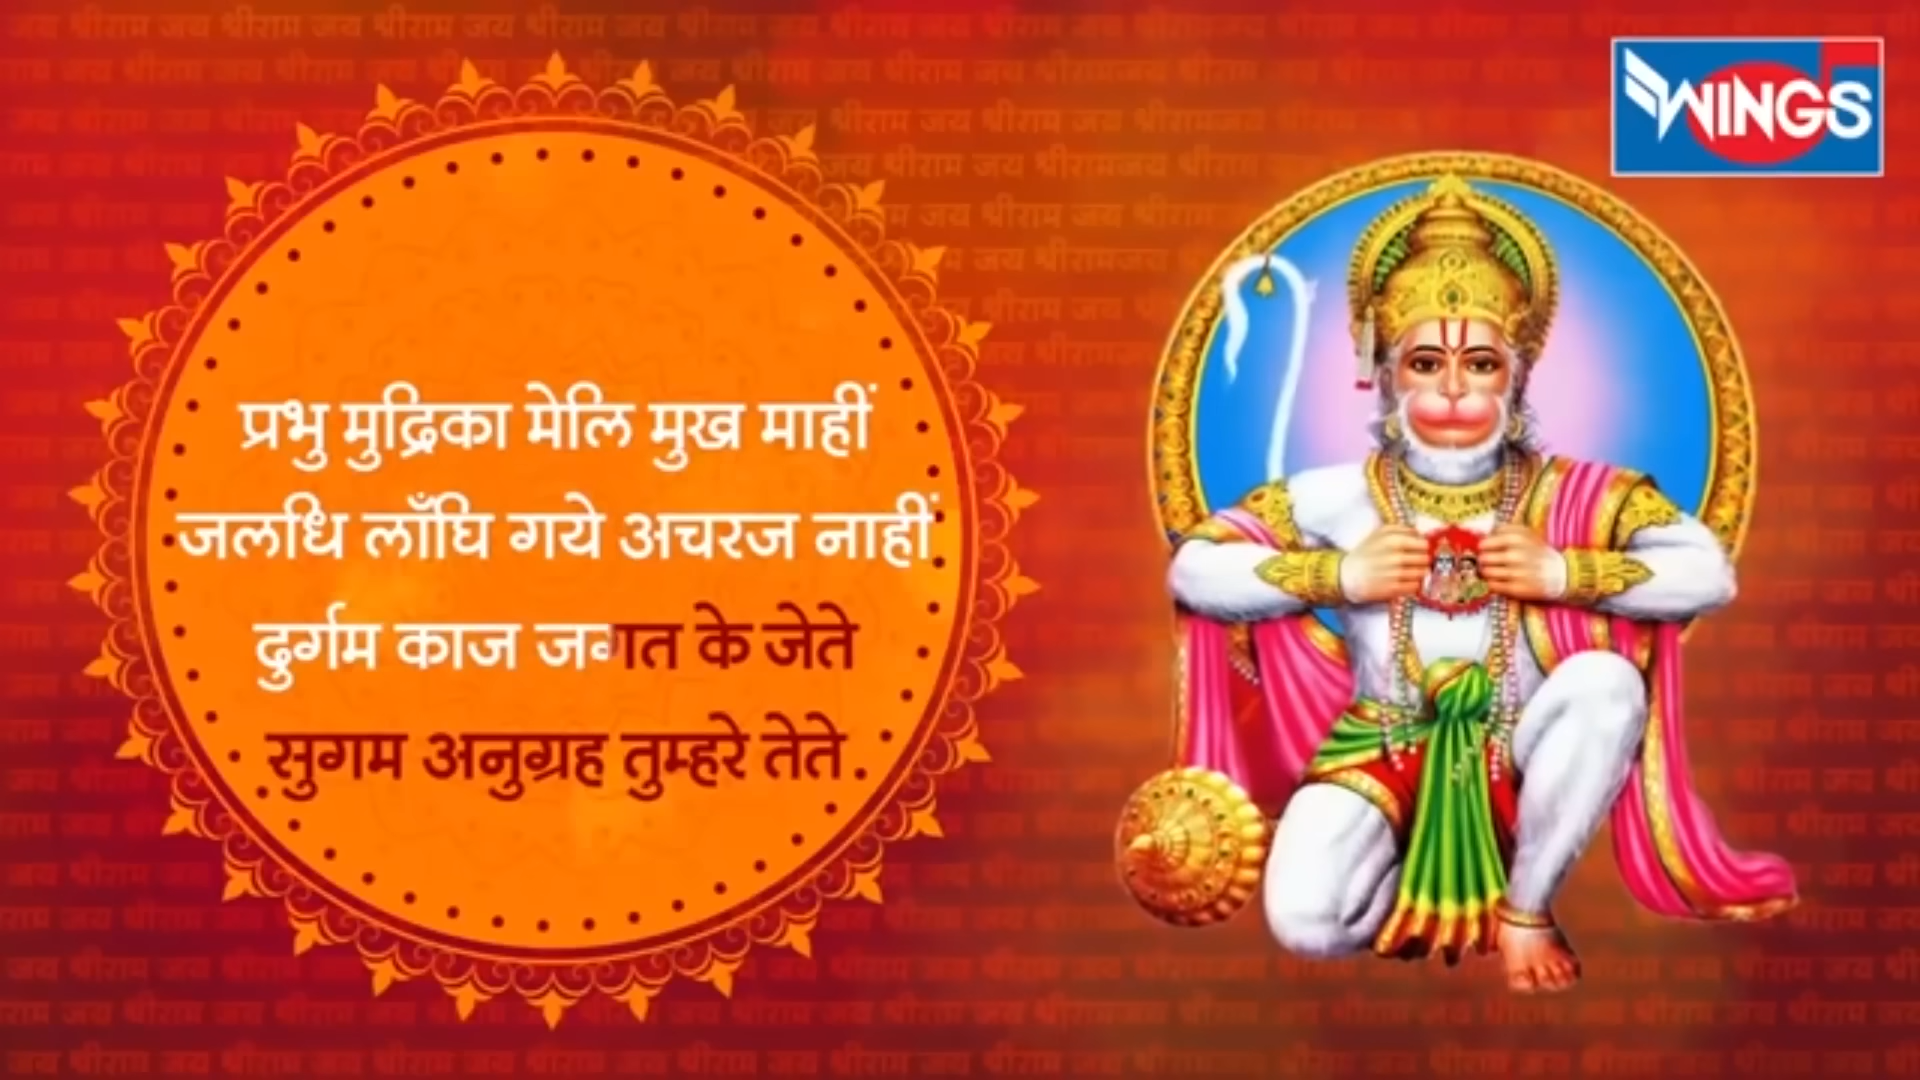 WINGS
प्रभु मुद्रिका मेलि मुख माहीं
जलधि लाँघि गये अचरज नाहीं
दुर्गम काज जगत के जेते
सुगम अनुग्रह तुम्हरे तेते